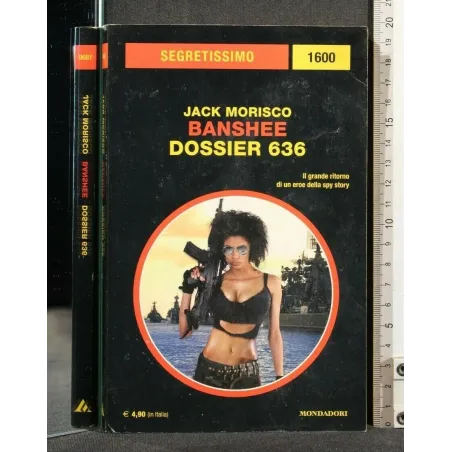 SEGRETISSIMO
1600
JACK MORISCO
BANSHEE
DOSSIER 636
Il grande ritorno
di un eroe della spy story
€ 4,90 (in Italia)
MONDADORI
JACK MORISCO BANSHEE DOSSIER 636